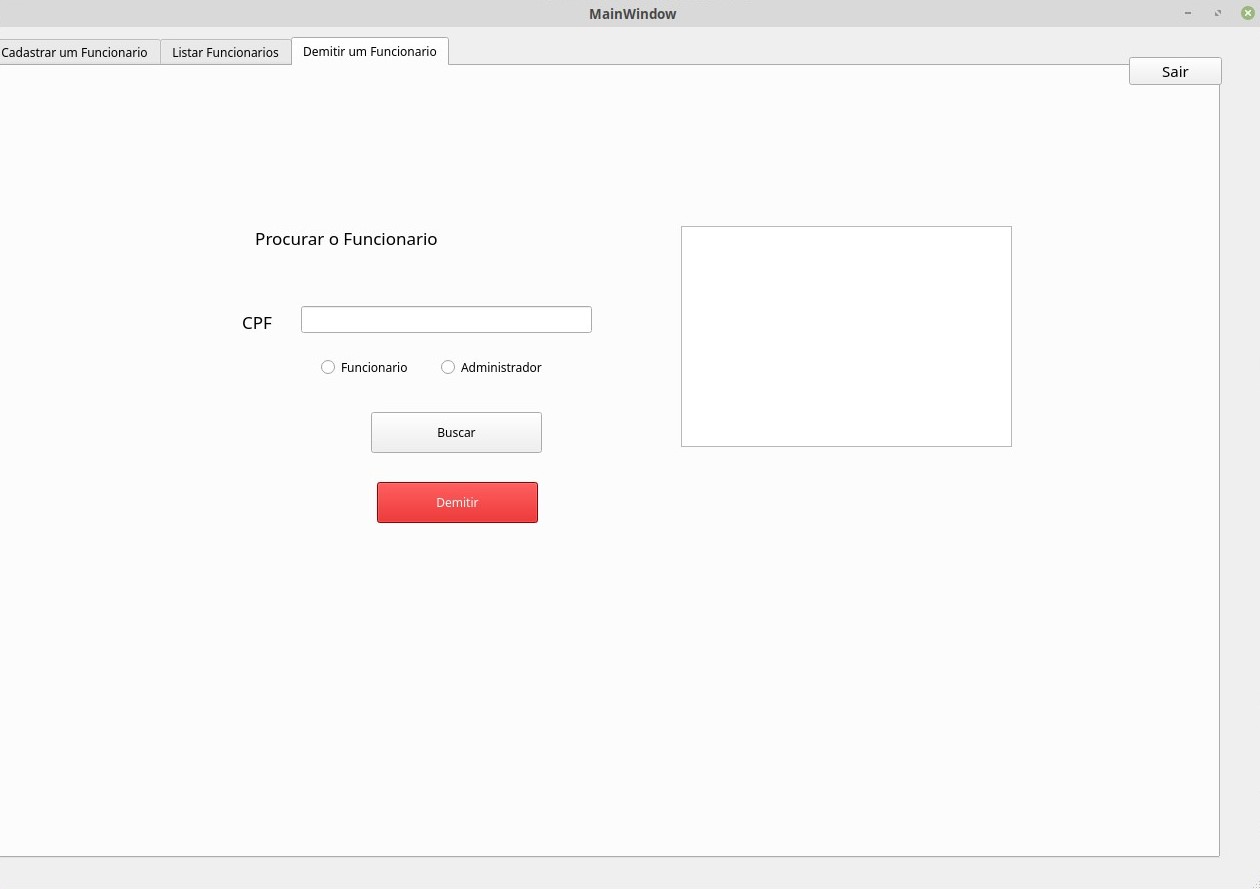 MainWindow
Cadastrar um Funcionario
Listar Funcionarios
Demitir um Funcionario
Sair
Procurar o Funcionario
CPF
Funcionario
Administrador
Buscar
Demitir